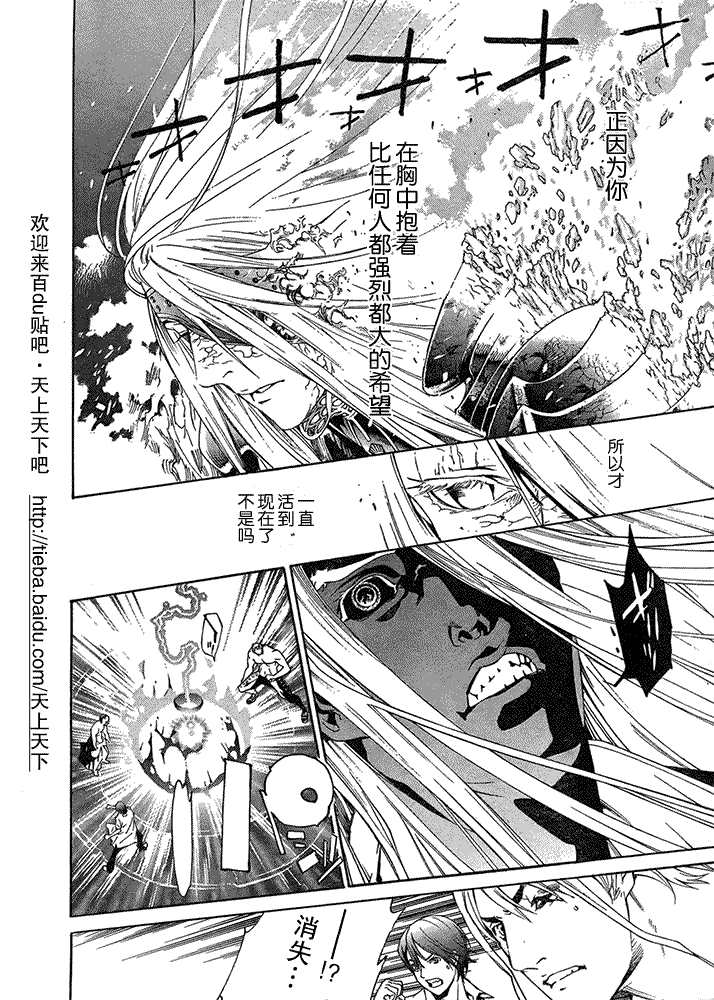 キキキキキキ
正因为你
在胸中抱着
比任何人都强烈都大的希望
所以才
一直
活到
现在了
不是吗
消失…
—!?
欢迎来百du贴吧·天上天下吧 http://tieba.baidu.com/天上天下